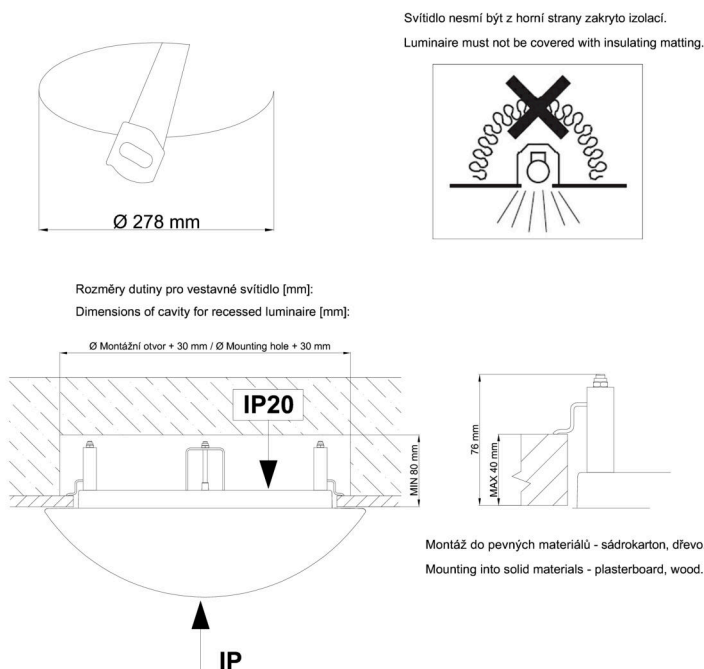 Svítidlo nesmí být z horní strany zakryto izolací.
Luminaire must not be covered with insulating matting.
Ø 278 mm
Rozměry dutiny pro vestavné svítidlo [mm]:
Dimensions of cavity for recessed luminaire [mm]:
Ø Montážní otvor + 30 mm / Ø Mounting hole + 30 mm
IP20
MIN 80 mm
76 mm
MAX 40 mm
Montáž do pevných materiálů - sádrokarton, dřevo
Mounting into solid materials - plasterboard, wood.
IP